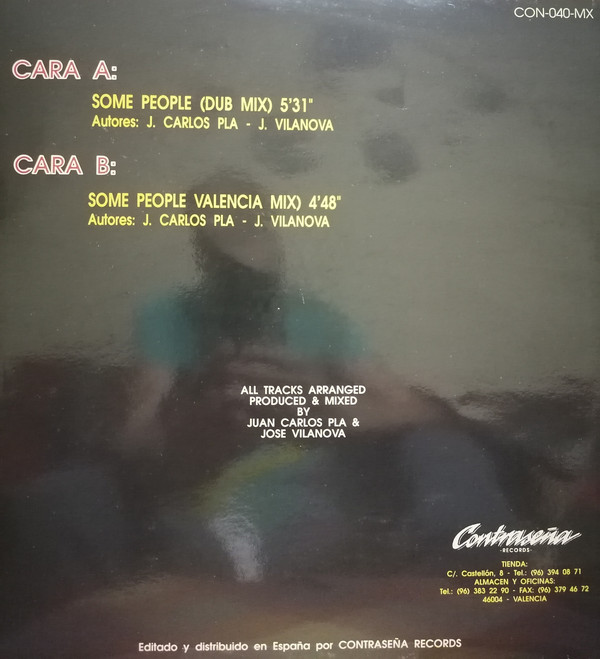 CON-040-MX
CARA A:
SOME PEOPLE (DUB MIX) 5'31"
Autores: J. CARLOS PLA - J. VILANOVA
CARA B:
SOME PEOPLE VALENCIA MIX) 4'48"
Autores: J. CARLOS PLA - J. VILANOVA
ALL TRACKS ARRANGED
PRODUCED & MIXED
BY
JUAN CARLOS PLA &
JOSE VILANOVA
Contraseña
-RECORDS-
TIENDA:
C/. Castellón, 8 - Tel.: (96) 394 08 71
ALMACEN Y OFICINAS:
Tel.: (96) 383 22 90 - FAX: (96) 379 46 72
46004 - VALENCIA
Editado y distribuido en España por CONTRASEÑA RECORDS